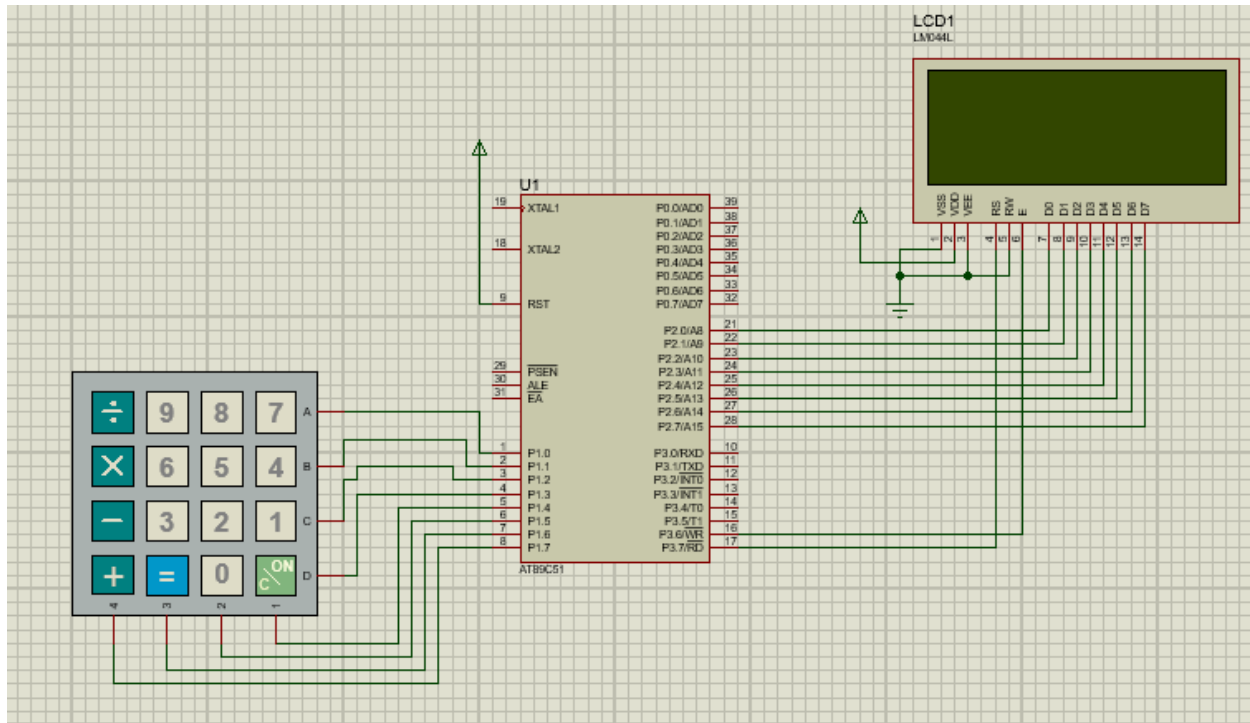 LCD1
LM044L
VSS
VDD
VEE
RS
RW
E
D0
D1
D2
D3
D4
D5
D6
D7
1
2
3
4
5
6
7
8
9
10
11
12
13
14
U1
19 XTAL1
18 XTAL2
9 RST
29 PSEN
30 ALE
31 EA
1 P1.0
2 P1.1
3 P1.2
4 P1.3
5 P1.4
6 P1.5
7 P1.6
8 P1.7
P0.0/AD0 39
P0.1/AD1 38
P0.2/AD2 37
P0.3/AD3 36
P0.4/AD4 35
P0.5/AD5 34
P0.6/AD6 33
P0.7/AD7 32
P2.0/A8 21
P2.1/A9 22
P2.2/A10 23
P2.3/A11 24
P2.4/A12 25
P2.5/A13 26
P2.6/A14 27
P2.7/A15 28
P3.0/RXD 10
P3.1/TXD 11
P3.2/INT0 12
P3.3/INT1 13
P3.4/T0 14
P3.5/T1 15
P3.6/WR 16
P3.7/RD 17
AT89C51
÷ 9 8 7 A
× 6 5 4 B
− 3 2 1 C
+ = 0 ON/C D
4 3 2 1